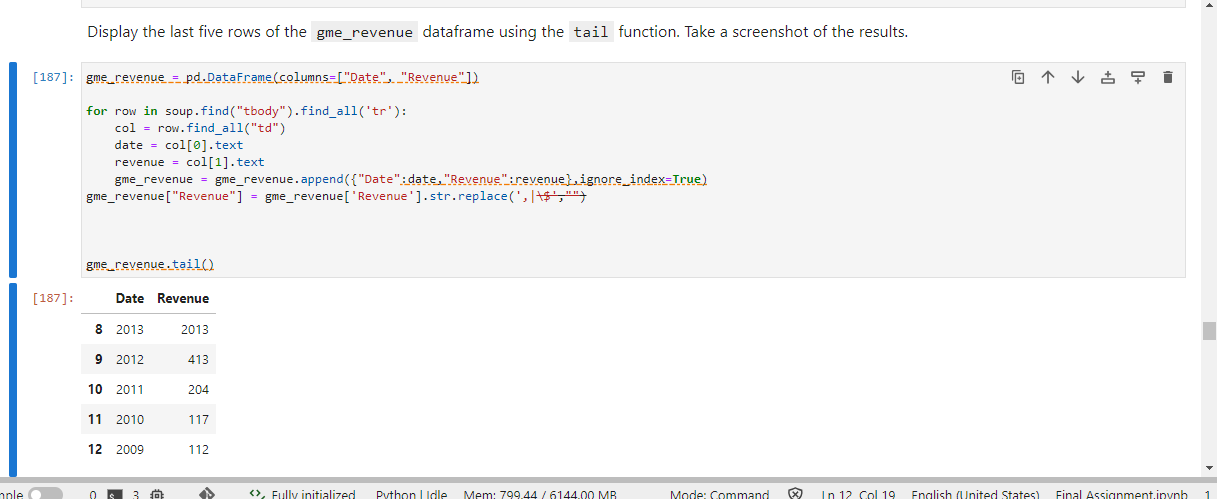 Display the last five rows of the gme_revenue dataframe using the tail function. Take a screenshot of the results.
[187]: gme_revenue = pd.DataFrame(columns=["Date", "Revenue"])
for row in soup.find("tbody").find_all('tr'):
    col = row.find_all("td")
    date = col[0].text
    revenue = col[1].text
    gme_revenue = gme_revenue.append({"Date":date,"Revenue":revenue},ignore_index=True)
gme_revenue["Revenue"] = gme_revenue['Revenue'].str.replace(',|\$',"")
gme_revenue.tail()
[187]: Date Revenue
8 2013 2013
9 2012 413
10 2011 204
11 2010 117
12 2009 112
0 3 Fully initialized Python | Idle Mem: 799.44 / 6144.00 MB Mode: Command Ln 12, Col 19 English (United States) Final Assignment.ipynb 1